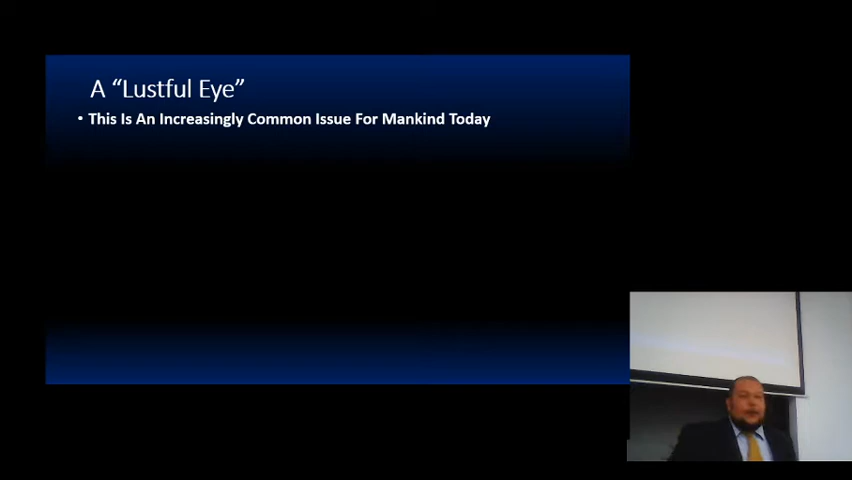 A “Lustful Eye”
• This Is An Increasingly Common Issue For Mankind Today